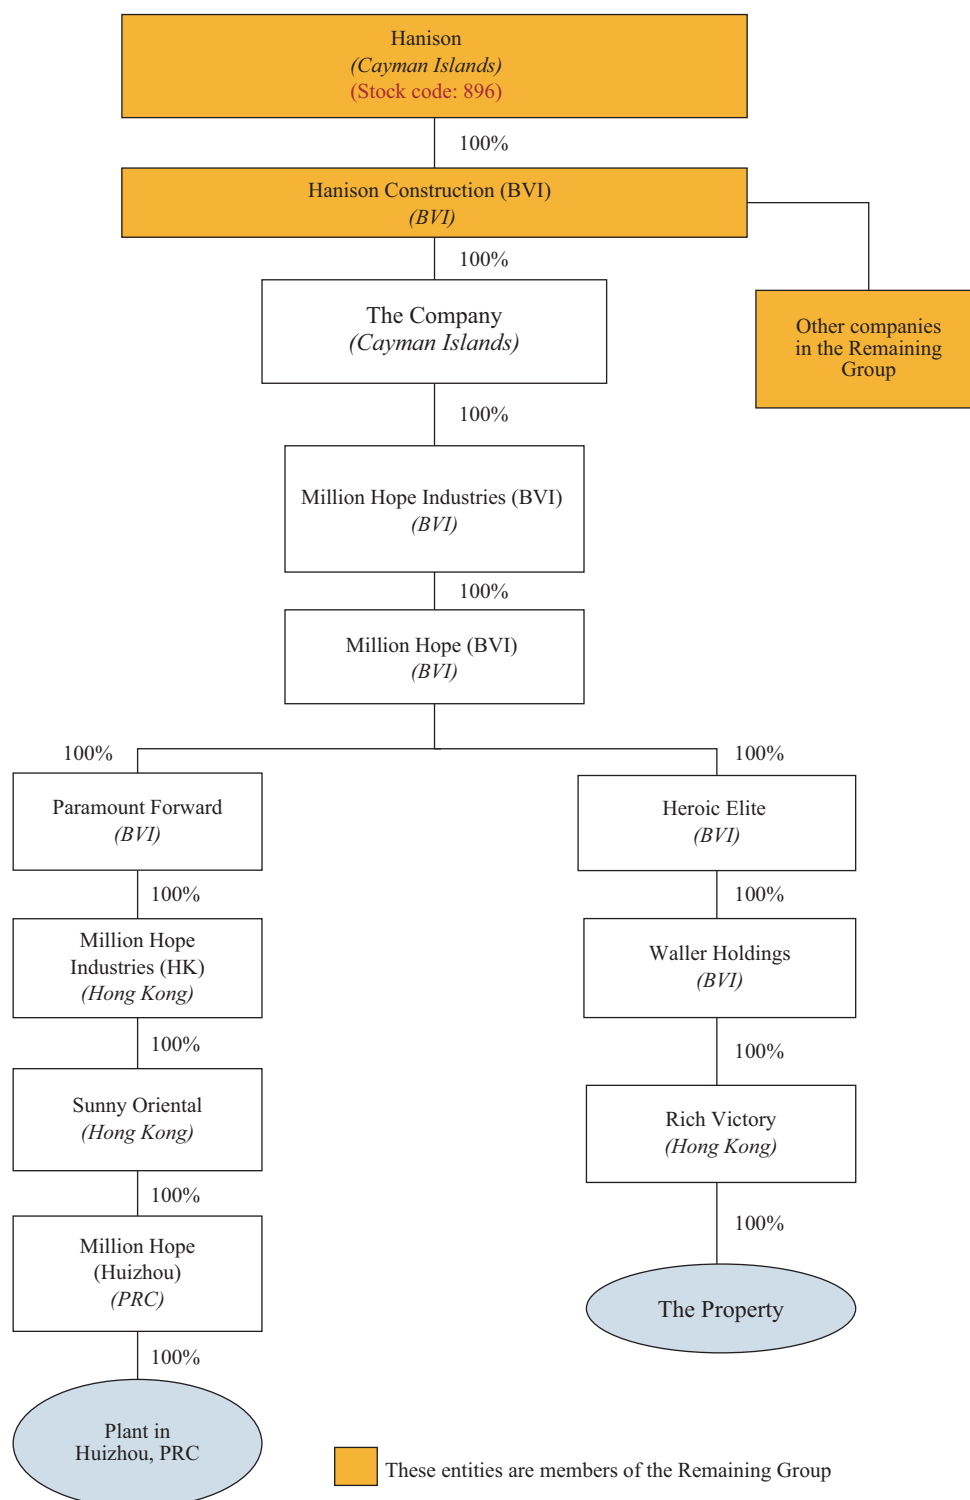 Hanison
(Cayman Islands)
(Stock code: 896)
100%
Hanison Construction (BVI)
(BVI)
100%
The Company
(Cayman Islands)
Other companies
in the Remaining
Group
100%
Million Hope Industries (BVI)
(BVI)
100%
Million Hope (BVI)
(BVI)
100%
100%
Paramount Forward
(BVI)
Heroic Elite
(BVI)
100%
100%
Million Hope
Industries (HK)
(Hong Kong)
Waller Holdings
(BVI)
100%
100%
Sunny Oriental
(Hong Kong)
Rich Victory
(Hong Kong)
100%
100%
Million Hope
(Huizhou)
(PRC)
The Property
100%
Plant in
Huizhou, PRC
These entities are members of the Remaining Group